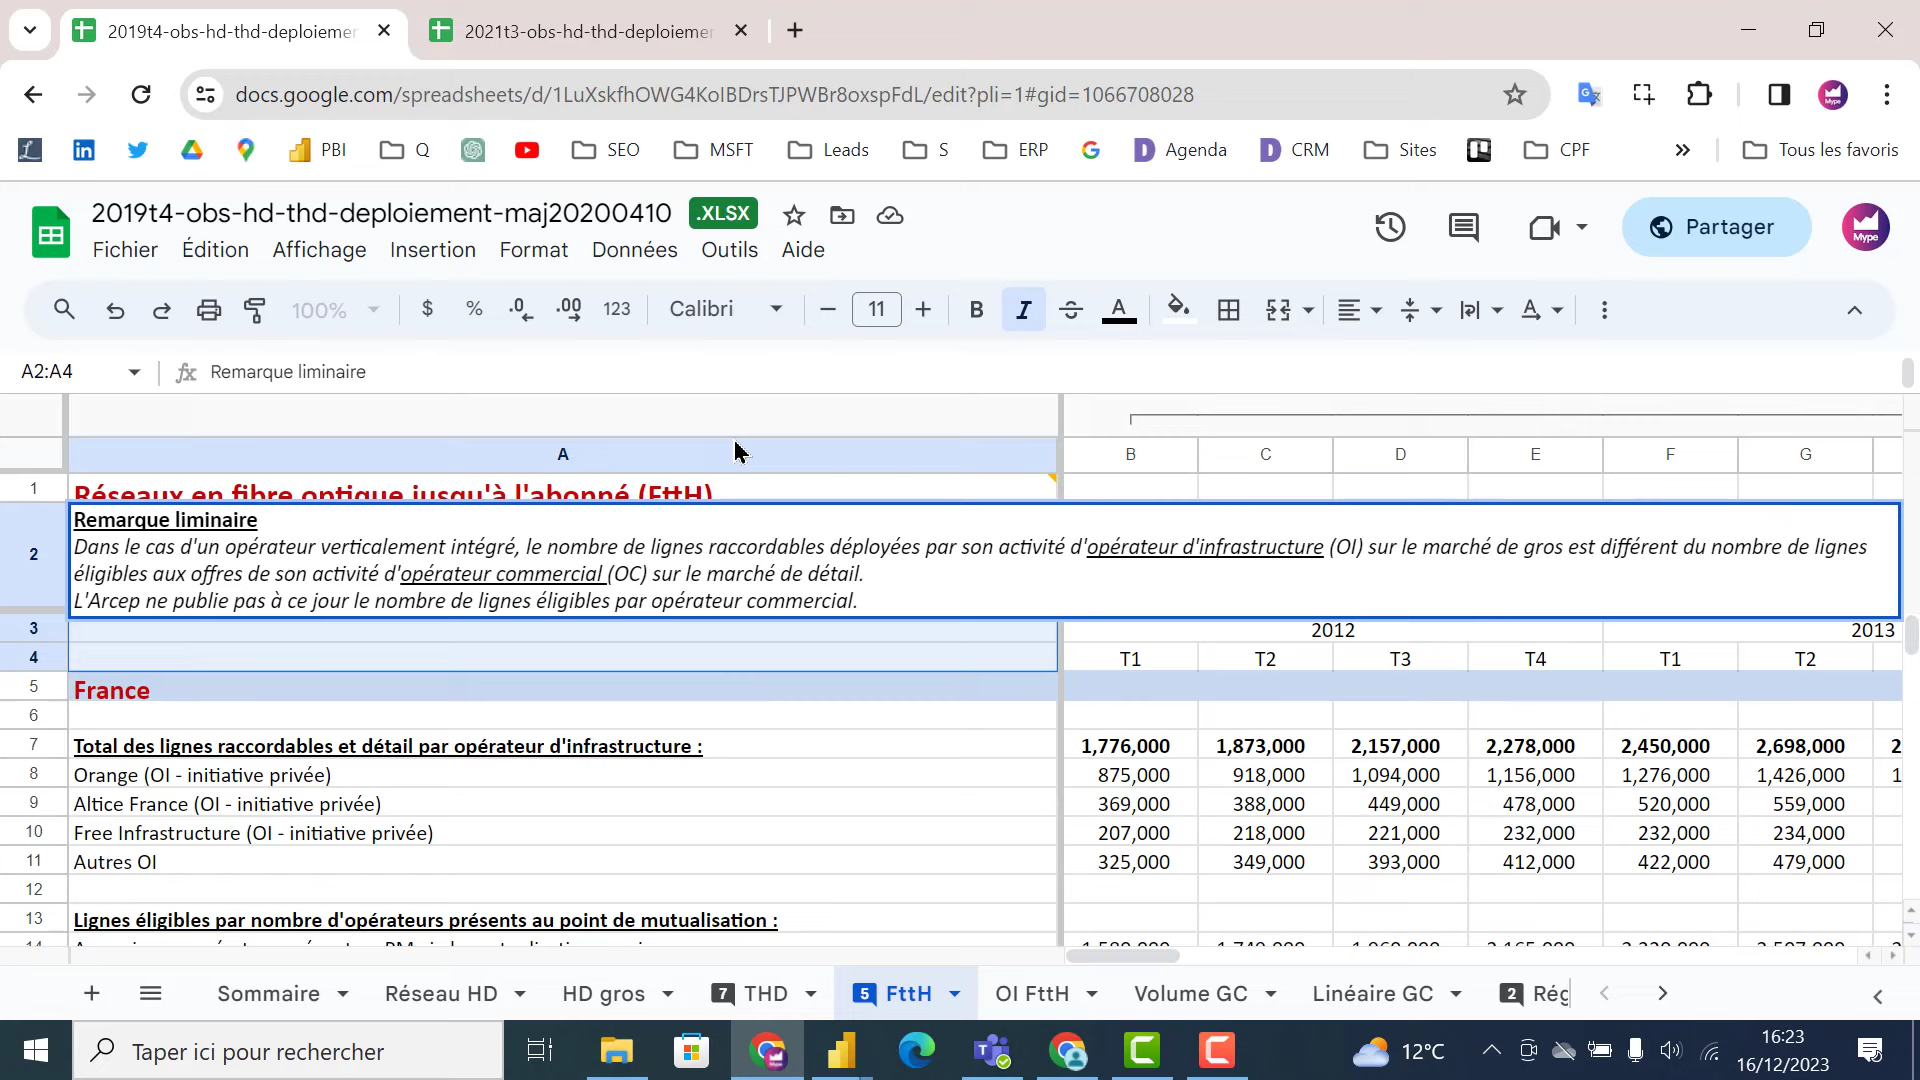 2019t4-obs-hd-thd-deploiemer
2021t3-obs-hd-thd-deploiemer
docs.google.com/spreadsheets/d/1LuXskfhOWG4KoIBDrsTJPWBr8oxspFdL/edit?pli=1#gid=1066708028
PBI Q SEO MSFT Leads S ERP Agenda CRM Sites CPF » Tous les favoris
2019t4-obs-hd-thd-deploiement-maj20200410 .XLSX
Fichier Édition Affichage Insertion Format Données Outils Aide
Partager
Mype
100% $ % .0 .00 123 Calibri 11 B I A
A2:A4 fx Remarque liminaire
A B C D E F G
1 Réseaux en fibre optique jusqu'à l'abonné (FttH)
Remarque liminaire
2 Dans le cas d'un opérateur verticalement intégré, le nombre de lignes raccordables déployées par son activité d'opérateur d'infrastructure (OI) sur le marché de gros est différent du nombre de lignes
éligibles aux offres de son activité d'opérateur commercial (OC) sur le marché de détail.
L'Arcep ne publie pas à ce jour le nombre de lignes éligibles par opérateur commercial.
3 2012 2013
4 T1 T2 T3 T4 T1 T2
5 France
6
7 Total des lignes raccordables et détail par opérateur d'infrastructure : 1,776,000 1,873,000 2,157,000 2,278,000 2,450,000 2,698,000 2
8 Orange (OI - initiative privée) 875,000 918,000 1,094,000 1,156,000 1,276,000 1,426,000 1
9 Altice France (OI - initiative privée) 369,000 388,000 449,000 478,000 520,000 559,000
10 Free Infrastructure (OI - initiative privée) 207,000 218,000 221,000 232,000 232,000 234,000
11 Autres OI 325,000 349,000 393,000 412,000 422,000 479,000
12
13 Lignes éligibles par nombre d'opérateurs présents au point de mutualisation :
Sommaire Réseau HD HD gros 7 THD 5 FttH OI FttH Volume GC Linéaire GC 2 Rég
Taper ici pour rechercher
12°C
16:23
16/12/2023